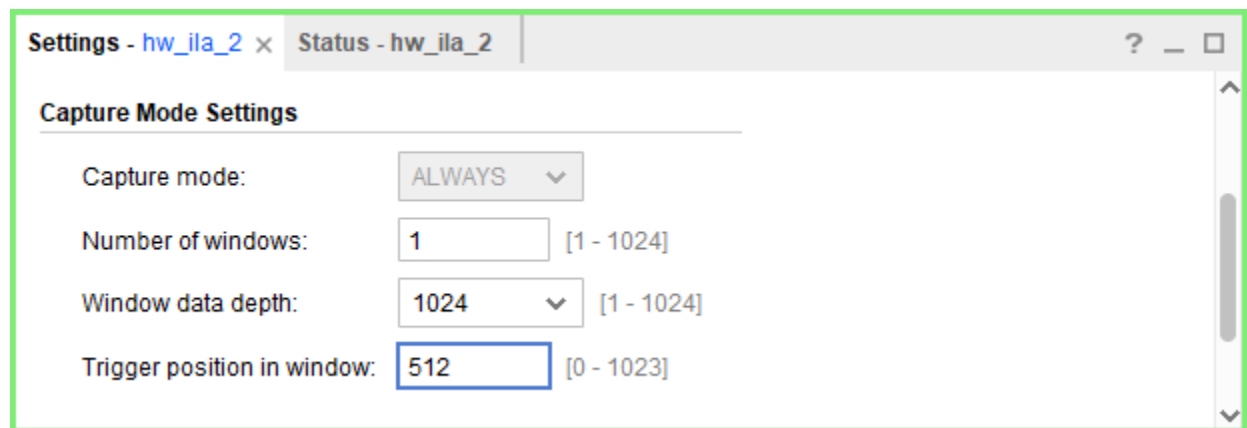 Settings - hw_ila_2 × Status - hw_ila_2 ? _
Capture Mode Settings
Capture mode: ALWAYS
Number of windows: 1 [1 - 1024]
Window data depth: 1024 [1 - 1024]
Trigger position in window: 512 [0 - 1023]